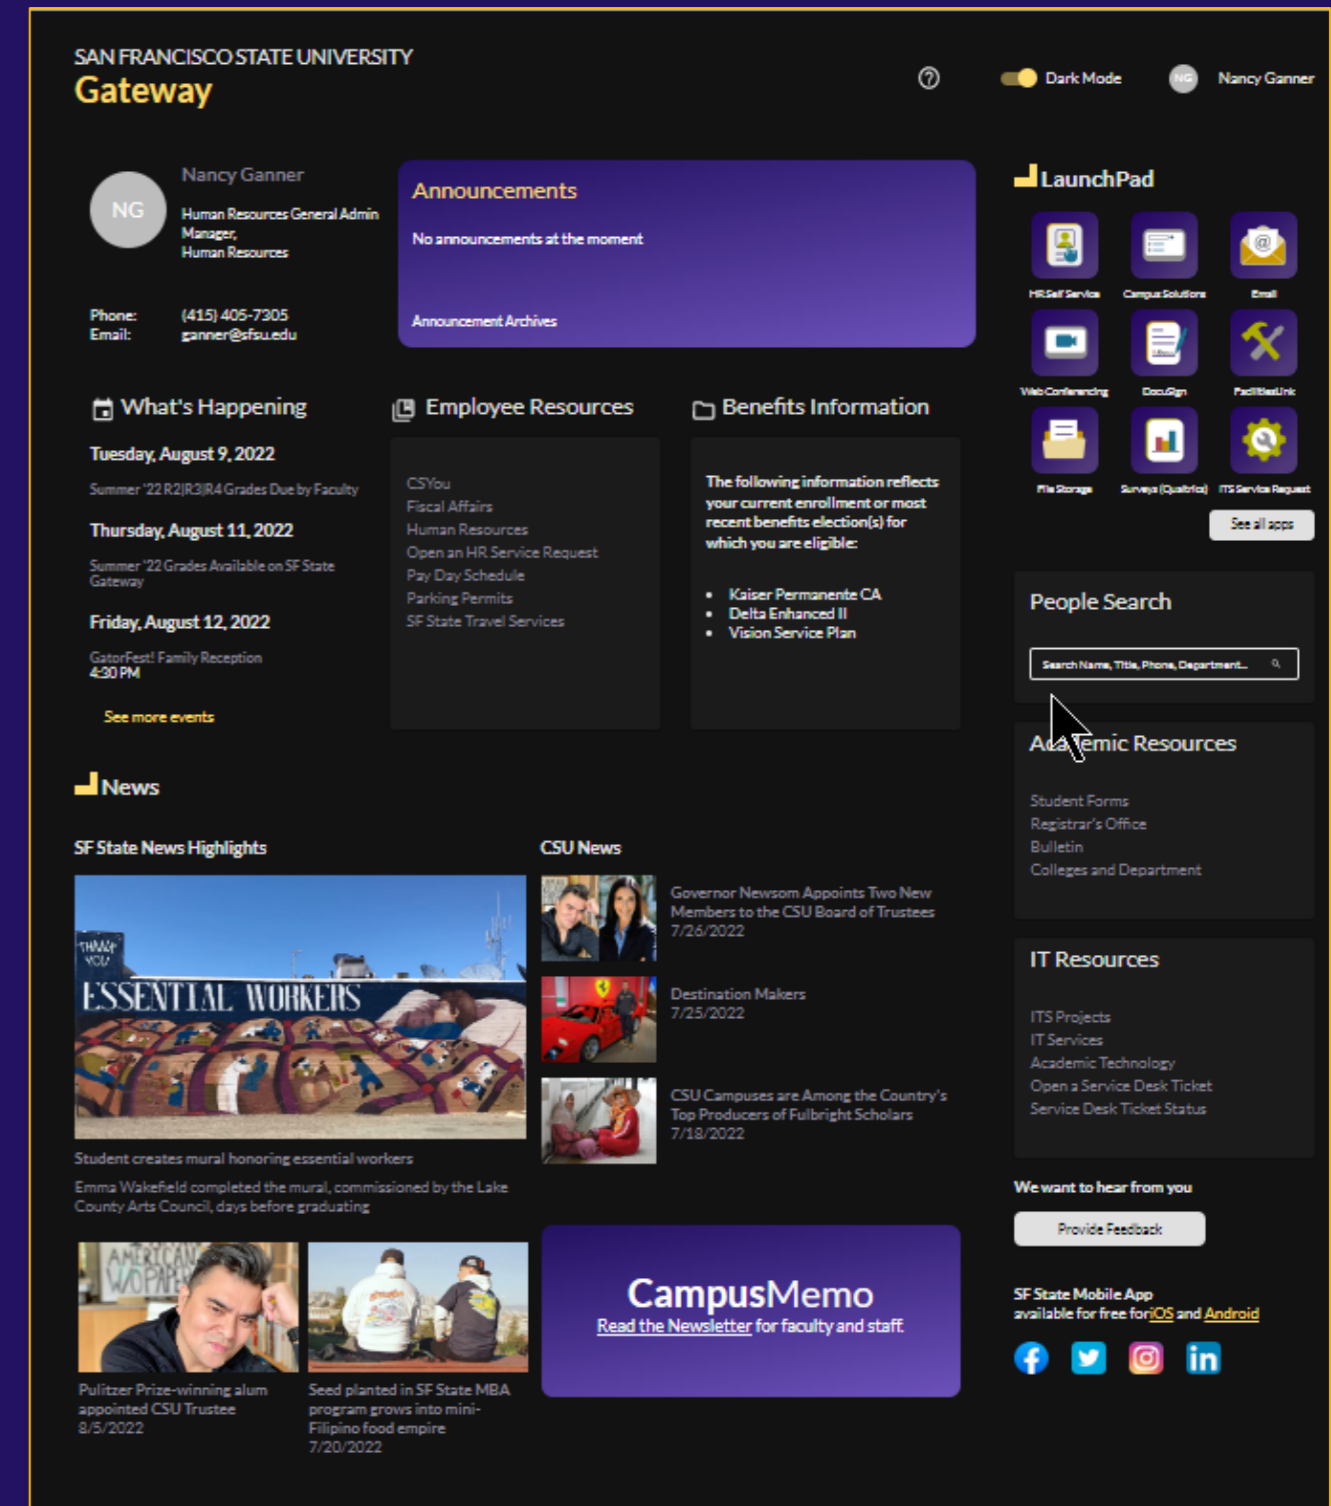 SAN FRANCISCO STATE UNIVERSITY
Gateway
Dark Mode
NG
Nancy Ganner
NG
Nancy Ganner
Human Resources General Admin
Manager,
Human Resources
Phone: (415) 405-7305
Email: ganner@sfsu.edu
Announcements
No announcements at the moment
Announcement Archives
LaunchPad
HR Self Service
Campus Solutions
Email
Web Conferencing
DocuSign
FacilitiesLink
File Storage
Surveys (Qualtrics)
ITS Service Request
See all apps
What's Happening
Tuesday, August 9, 2022
Summer '22 R2|R3|R4 Grades Due by Faculty
Thursday, August 11, 2022
Summer '22 Grades Available on SF State
Gateway
Friday, August 12, 2022
GatorFest! Family Reception
4:30 PM
See more events
Employee Resources
CSYou
Fiscal Affairs
Human Resources
Open an HR Service Request
Pay Day Schedule
Parking Permits
SF State Travel Services
Benefits Information
The following information reflects
your current enrollment or most
recent benefits election(s) for
which you are eligible:
• Kaiser Permanente CA
• Delta Enhanced II
• Vision Service Plan
People Search
Search Name, Title, Phone, Department...
Academic Resources
Student Forms
Registrar's Office
Bulletin
Colleges and Department
IT Resources
ITS Projects
IT Services
Academic Technology
Open a Service Desk Ticket
Service Desk Ticket Status
We want to hear from you
Provide Feedback
SF State Mobile App
available for free for iOS and Android
News
SF State News Highlights
THANK
YOU
ESSENTIAL WORKERS
Student creates mural honoring essential workers
Emma Wakefield completed the mural, commissioned by the Lake
County Arts Council, days before graduating
AMERICAN
W/O PAPER
Pulitzer Prize-winning alum
appointed CSU Trustee
8/5/2022
Seed planted in SF State MBA
program grows into mini-
Filipino food empire
7/20/2022
CSU News
Governor Newsom Appoints Two New
Members to the CSU Board of Trustees
7/26/2022
Destination Makers
7/25/2022
CSU Campuses are Among the Country's
Top Producers of Fulbright Scholars
7/18/2022
CampusMemo
Read the Newsletter for faculty and staff.